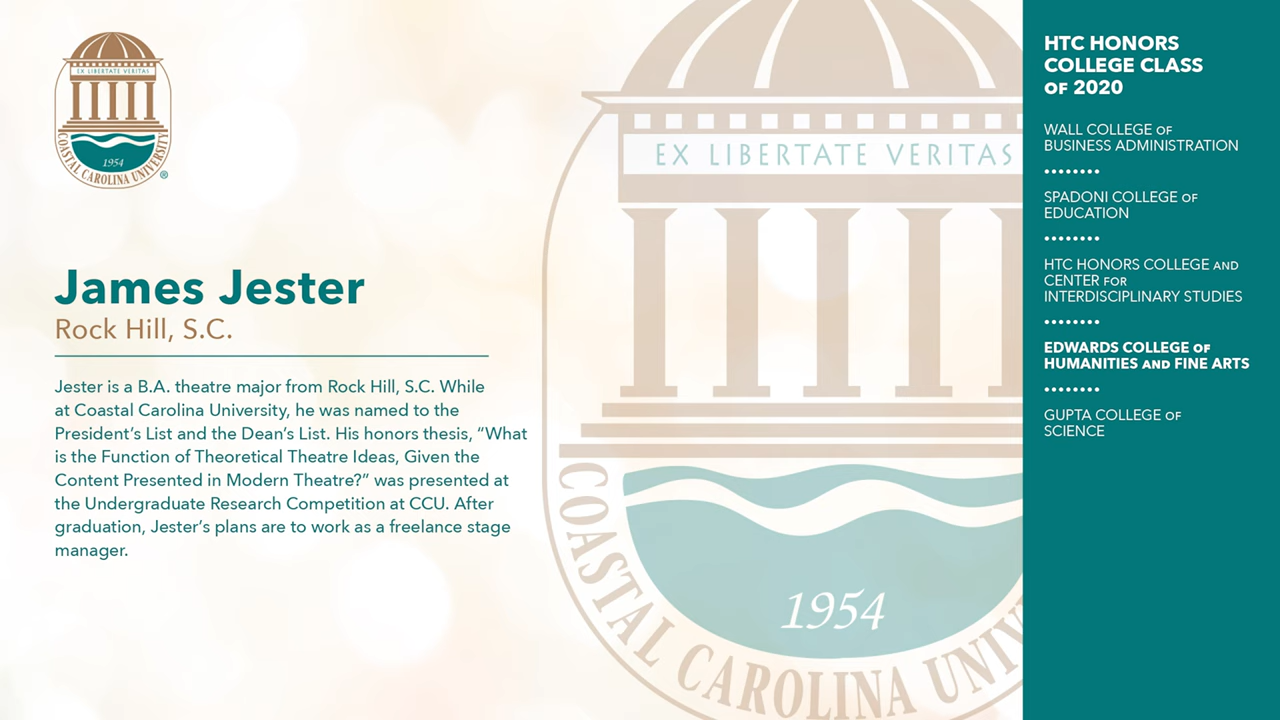 EX LIBERTATE VERITAS
1954
COASTAL CAROLINA UNIVERSITY
®
James Jester
Rock Hill, S.C.
Jester is a B.A. theatre major from Rock Hill, S.C. While
at Coastal Carolina University, he was named to the
President’s List and the Dean’s List. His honors thesis, “What
is the Function of Theoretical Theatre Ideas, Given the
Content Presented in Modern Theatre?” was presented at
the Undergraduate Research Competition at CCU. After
graduation, Jester’s plans are to work as a freelance stage
manager.
EX LIBERTATE VERITAS
1954
COASTAL CAROLINA UNIV
HTC HONORS
COLLEGE CLASS
OF 2020
WALL COLLEGE OF
BUSINESS ADMINISTRATION
SPADONI COLLEGE OF
EDUCATION
HTC HONORS COLLEGE AND
CENTER FOR
INTERDISCIPLINARY STUDIES
EDWARDS COLLEGE OF
HUMANITIES AND FINE ARTS
GUPTA COLLEGE OF
SCIENCE